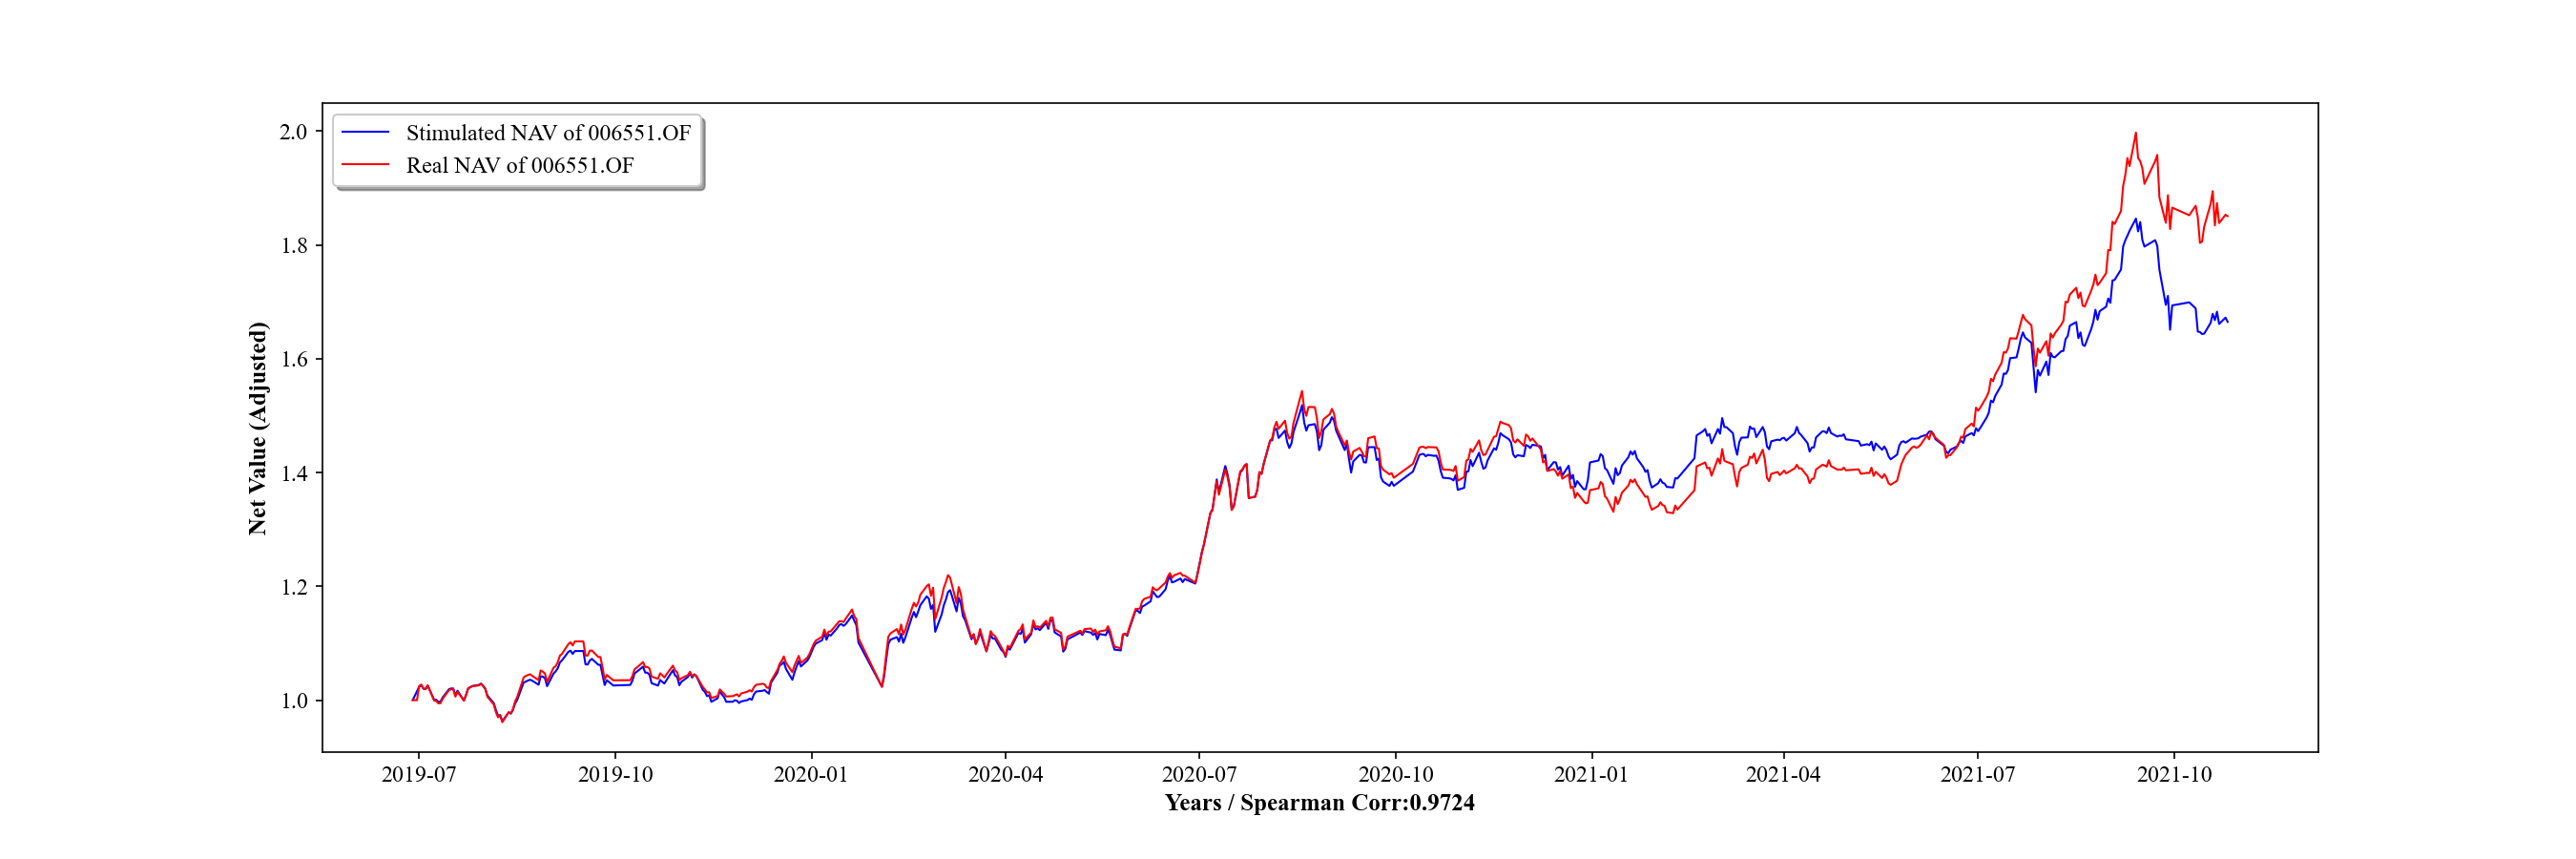 Stimulated NAV of 006551.OF
Real NAV of 006551.OF
Net Value (Adjusted)
2.0
1.8
1.6
1.4
1.2
1.0
2019-07 2019-10 2020-01 2020-04 2020-07 2020-10 2021-01 2021-04 2021-07 2021-10
Years / Spearman Corr:0.9724